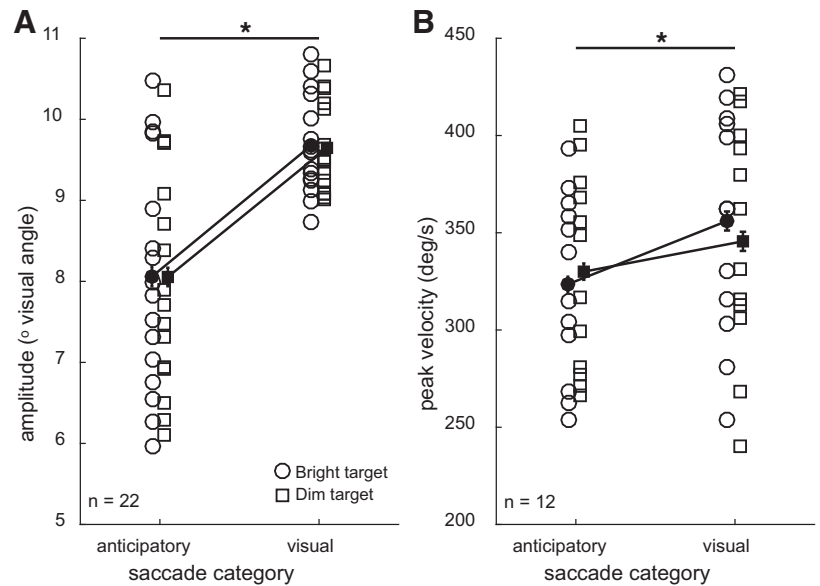 A
*
11
10
9
8
7
6
5
amplitude (o visual angle)
Bright target
Dim target
n = 22
anticipatory visual
saccade category
B
*
450
400
350
300
250
200
peak velocity (deg/s)
n = 12
anticipatory visual
saccade category